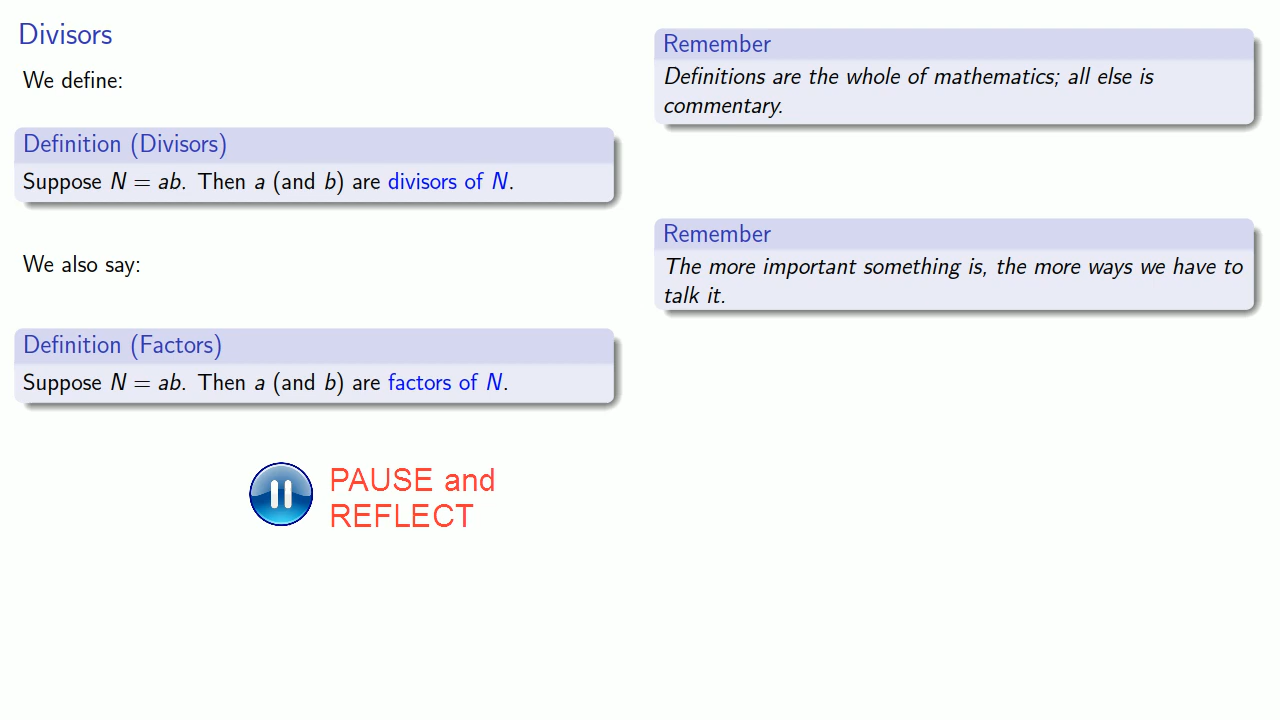 Divisors
We define:
Definition (Divisors)
Suppose N = ab. Then a (and b) are divisors of N.
We also say:
Definition (Factors)
Suppose N = ab. Then a (and b) are factors of N.
PAUSE and
REFLECT
Remember
Definitions are the whole of mathematics; all else is
commentary.
Remember
The more important something is, the more ways we have to
talk it.